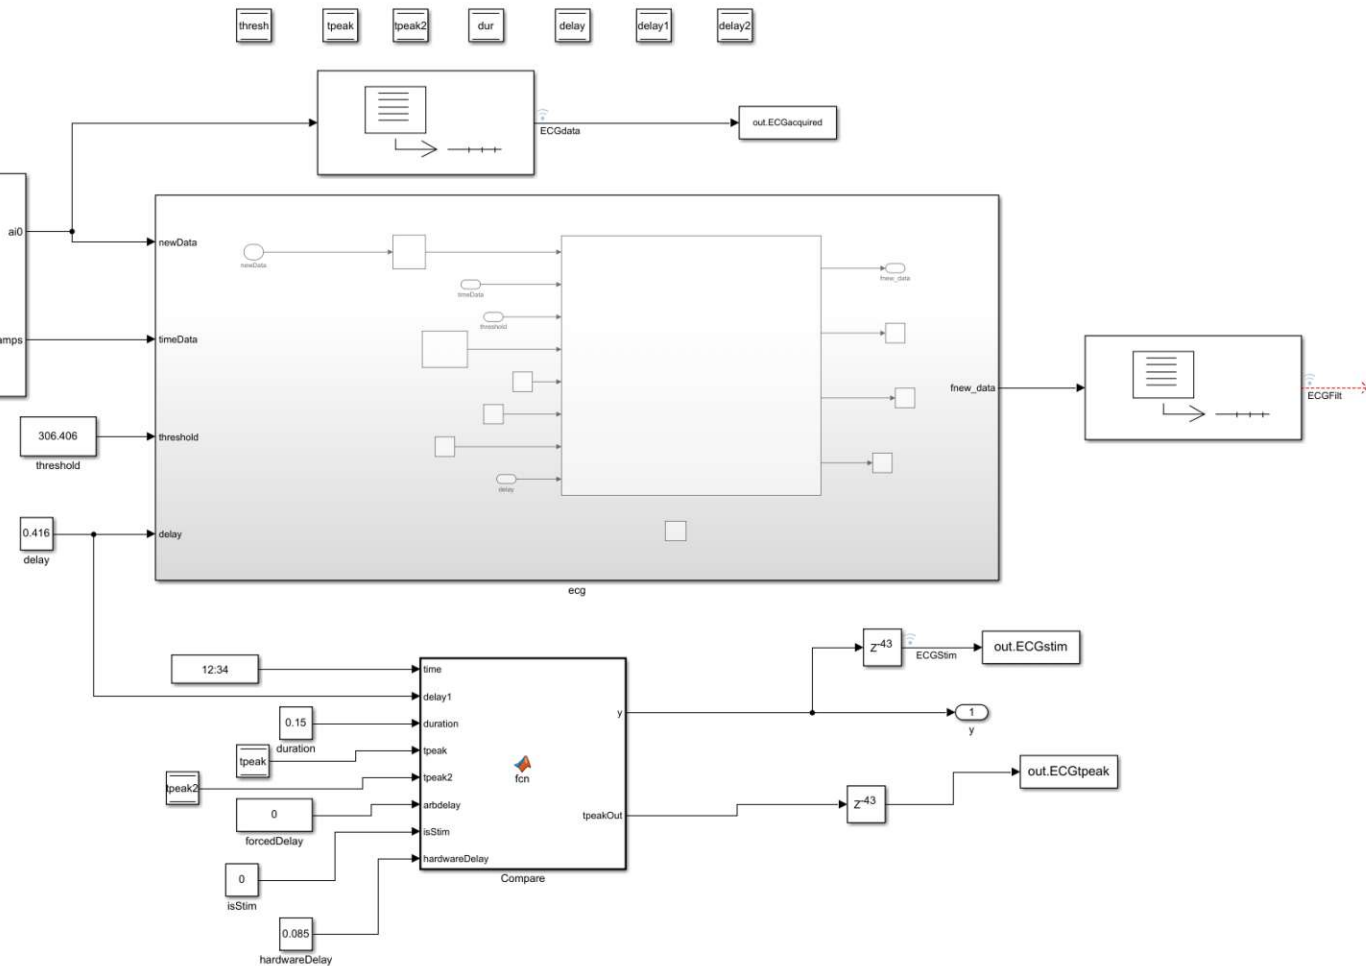 thresh
tpeak
tpeak2
dur
delay
delay1
delay2
ECGdata
out.ECGacquired
ai0
newData
newData
fnew_data
timeData
threshold
amps
timeData
fnew_data
ECGFilt
306.406
threshold
threshold
delay
0.416
delay
delay
ecg
z-43
ECGStim
out.ECGstim
12:34
time
delay1
0.15
duration
duration
y
1
y
tpeak
tpeak
tpeak2
tpeak2
fcn
out.ECGtpeak
0
forcedDelay
arbdelay
tpeakOut
z-43
isStim
hardwareDelay
Compare
0
isStim
0.085
hardwareDelay